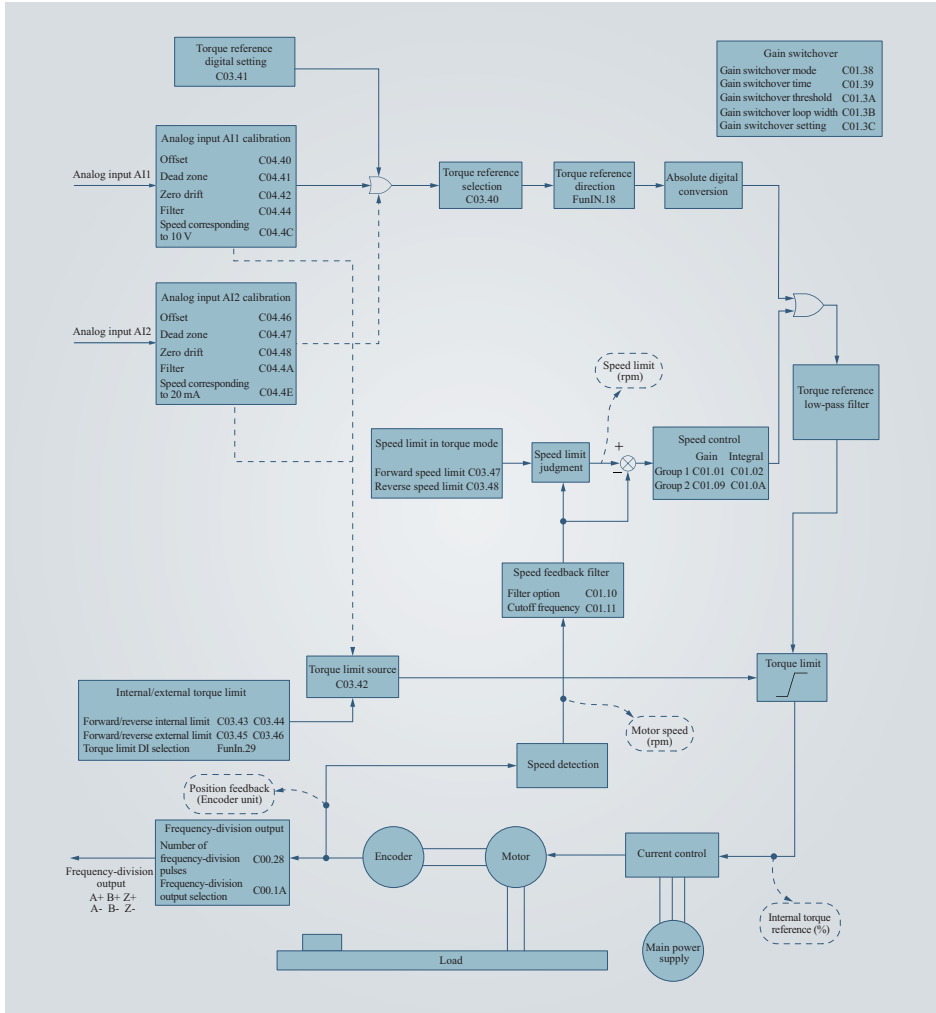 Torque reference
digital setting
C03.41
Gain switchover
Gain switchover mode C01.38
Gain switchover time C01.39
Gain switchover threshold C01.3A
Gain switchover loop width C01.3B
Gain switchover setting C01.3C
Analog input AI1
Analog input AI1 calibration
Offset C04.40
Dead zone C04.41
Zero drift C04.42
Filter C04.44
Speed corresponding
to 10 V C04.4C
Torque reference
selection
C03.40
Torque reference
direction
FunIN.18
Absolute digital
conversion
Analog input AI2
Analog input AI2 calibration
Offset C04.46
Dead zone C04.47
Zero drift C04.48
Filter C04.4A
Speed corresponding
to 20 mA C04.4E
Speed limit
(rpm)
Torque reference
low-pass filter
Speed limit in torque mode
Forward speed limit C03.47
Reverse speed limit C03.48
Speed limit
judgment
+
−
Speed control
Gain Integral
Group 1 C01.01 C01.02
Group 2 C01.09 C01.0A
Speed feedback filter
Filter option C01.10
Cutoff frequency C01.11
Torque limit source
C03.42
Torque limit
Internal/external torque limit
Forward/reverse internal limit C03.43 C03.44
Forward/reverse external limit C03.45 C03.46
Torque limit DI selection FunIn.29
Motor speed
(rpm)
Speed detection
Position feedback
(Encoder unit)
Frequency-division output
Number of
frequency-division
pulses C00.28
Frequency-division
output selection C00.1A
Frequency-division
output
A+ B+ Z+
A- B- Z-
Encoder
Motor
Current control
Internal torque
reference (%)
Main power
supply
Load